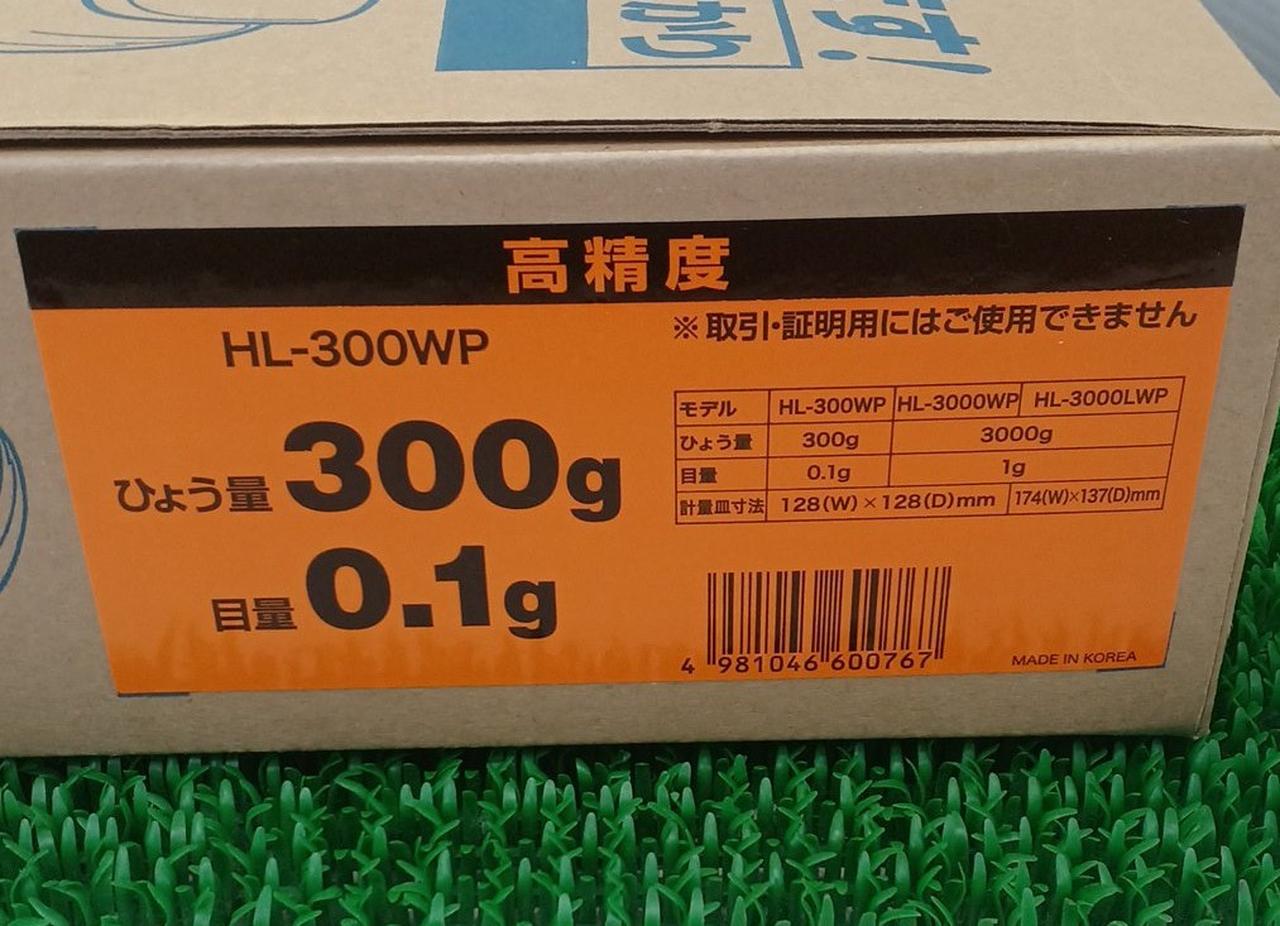 かり
す!
高精度
HL-300WP
※取引・証明用にはご使用できません
ひょう量 300g
目量 0.1g
モデル HL-300WP HL-3000WP HL-3000LWP
ひょう量 300g 3000g
目量 0.1g 1g
計量皿寸法 128(W)×128(D)mm 174(W)×137(D)mm
4 981046 600767
MADE IN KOREA